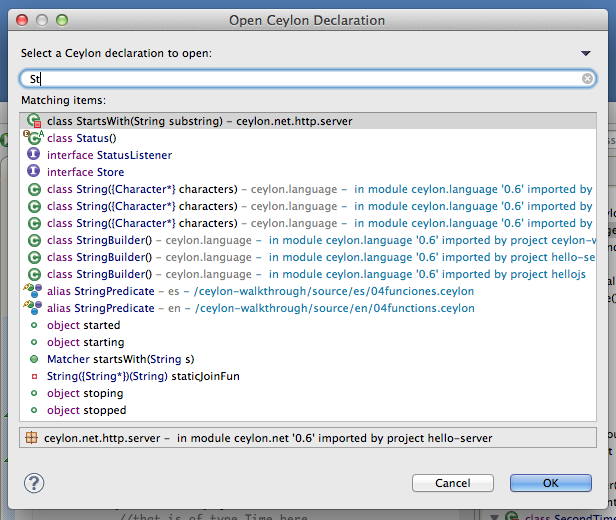 Open Ceylon Declaration
Select a Ceylon declaration to open:
St
Matching items:
class StartsWith(String substring) – ceylon.net.http.server
class Status()
interface StatusListener
interface Store
class String({Character*} characters) – ceylon.language – in module ceylon.language '0.6' imported by
class String({Character*} characters) – ceylon.language – in module ceylon.language '0.6' imported by
class String({Character*} characters) – ceylon.language – in module ceylon.language '0.6' imported by
class StringBuilder() – ceylon.language – in module ceylon.language '0.6' imported by project ceylon-w
class StringBuilder() – ceylon.language – in module ceylon.language '0.6' imported by project hello-se
class StringBuilder() – ceylon.language – in module ceylon.language '0.6' imported by project hellojs
alias StringPredicate – es – /ceylon-walkthrough/source/es/04funciones.ceylon
alias StringPredicate – en – /ceylon-walkthrough/source/en/04functions.ceylon
object started
object starting
Matcher startsWith(String s)
String({String*})(String) staticJoinFun
object stoping
object stopped
ceylon.net.http.server – in module ceylon.net '0.6' imported by project hello-server
?
Cancel
OK
//that is of type Time here
class SecondTime